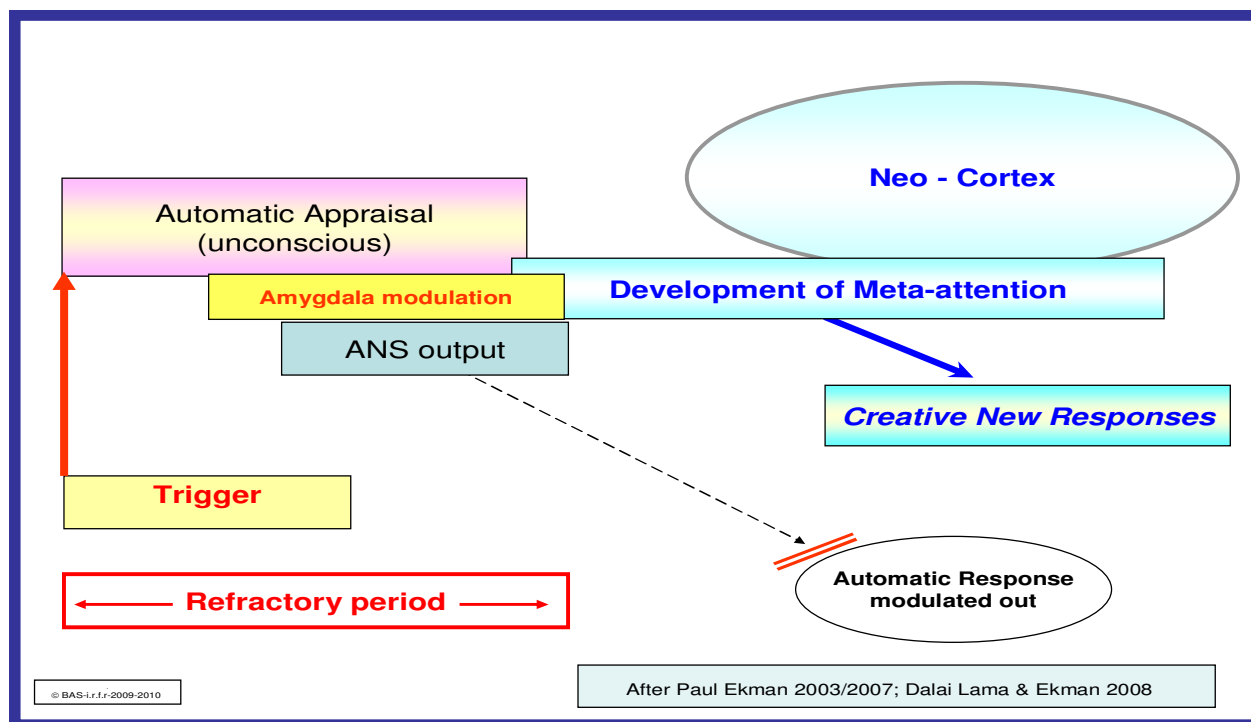 Neo - Cortex
Automatic Appraisal
(unconscious)
Amygdala modulation
Development of Meta-attention
ANS output
Creative New Responses
Trigger
Automatic Response
modulated out
Refractory period
© BAS-i.r.f.r-2009-2010
After Paul Ekman 2003/2007; Dalai Lama & Ekman 2008